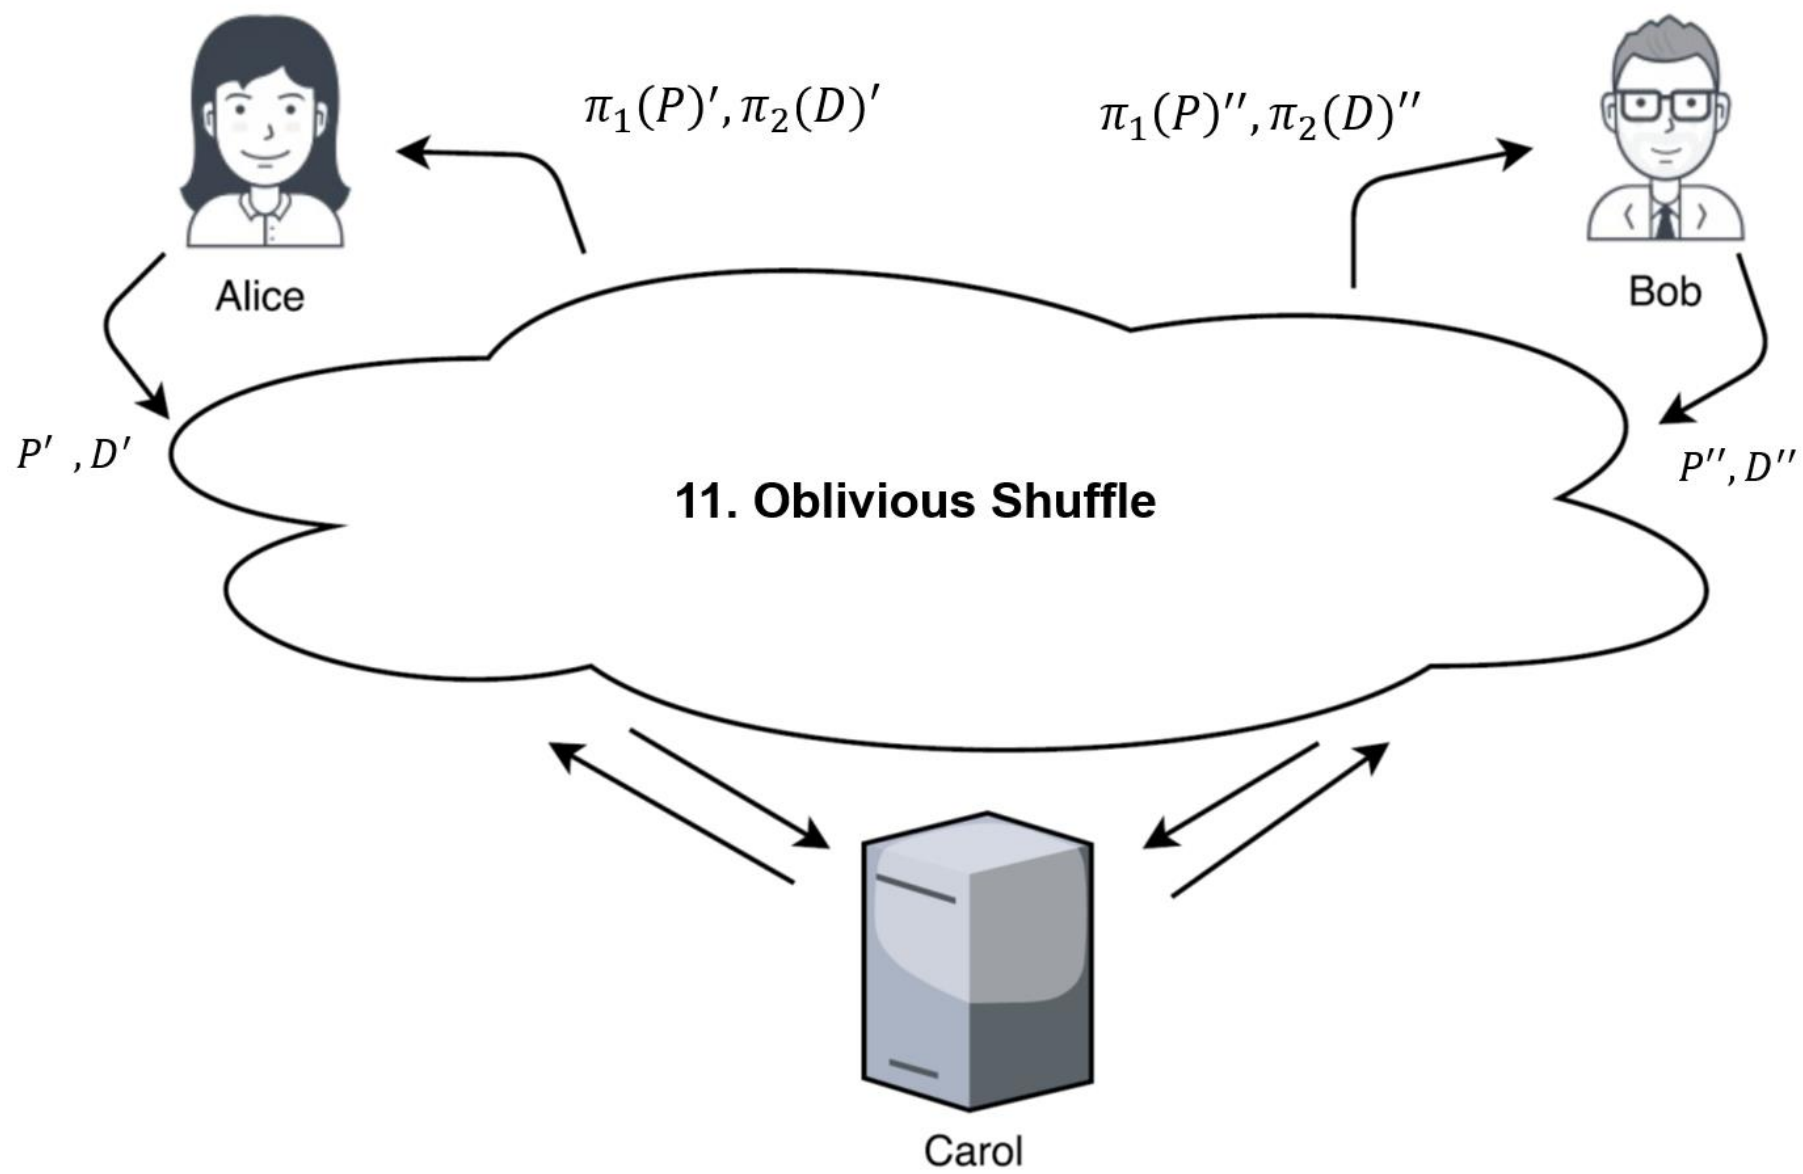 π₁(P)′, π₂(D)′
π₁(P)′′, π₂(D)′′
Alice
Bob
P′ , D′
P′′, D′′
11. Oblivious Shuffle
Carol